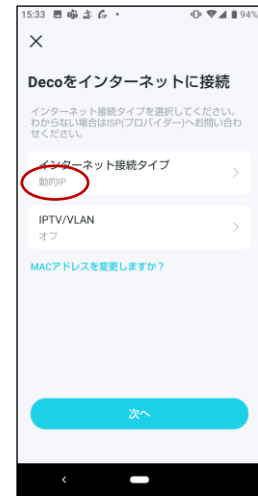 15:33
94%
Decoをインターネットに接続
インターネット接続タイプを選択してください。
わからない場合はISP(プロバイダー)へお問い合わ
せください。
インターネット接続タイプ
動的IP
IPTV/VLAN
オフ
MACアドレスを変更しますか？
次へ